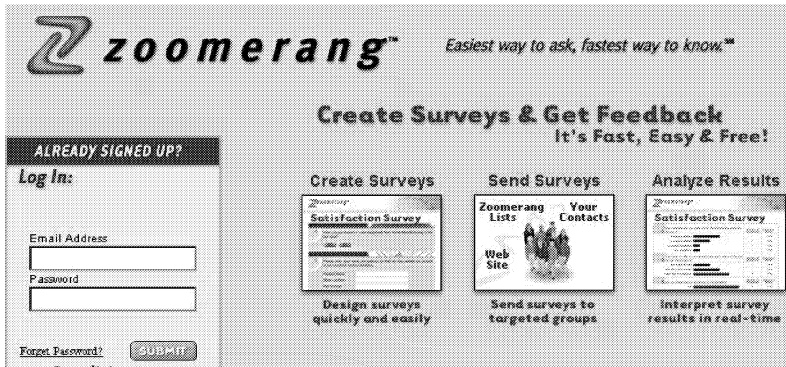 zoomerang™
Easiest way to ask, fastest way to know.℠
Create Surveys & Get Feedback
It's Fast, Easy & Free!
ALREADY SIGNED UP?
Log In:
Email Address
Password
Forget Password?
SUBMIT
Create Surveys
Satisfaction Survey
Design surveys
quickly and easily
Send Surveys
Zoomerang
Lists
Your
Contacts
Web
Site
Send surveys to
targeted groups
Analyze Results
Satisfaction Survey
Interpret survey
results in real-time